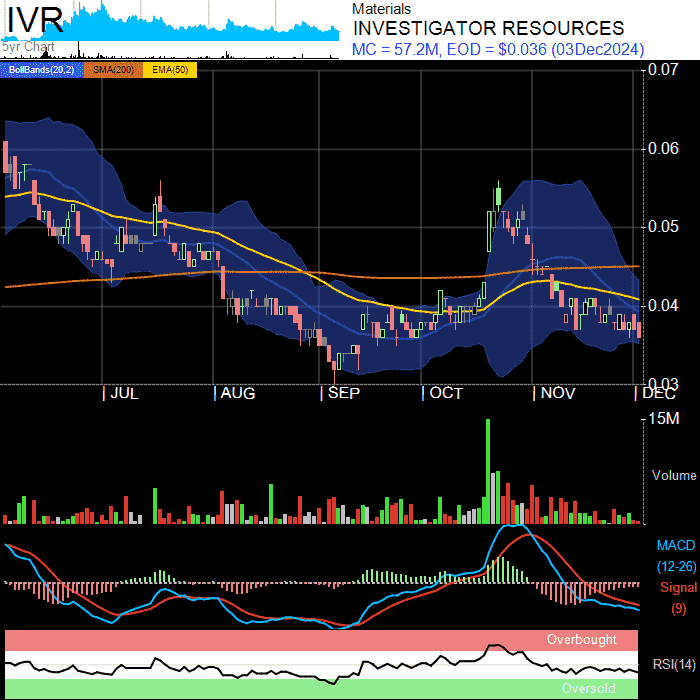 IVR
5yr Chart
Materials
INVESTIGATOR RESOURCES
MC = 57.2M, EOD = $0.036 (03Dec2024)
BollBands(20,2) SMA(200) EMA(50)
0.07
0.06
0.05
0.04
0.03
JUL AUG SEP OCT NOV DEC
15M
Volume
MACD
(12-26)
Signal
(9)
Overbought
RSI(14)
Oversold